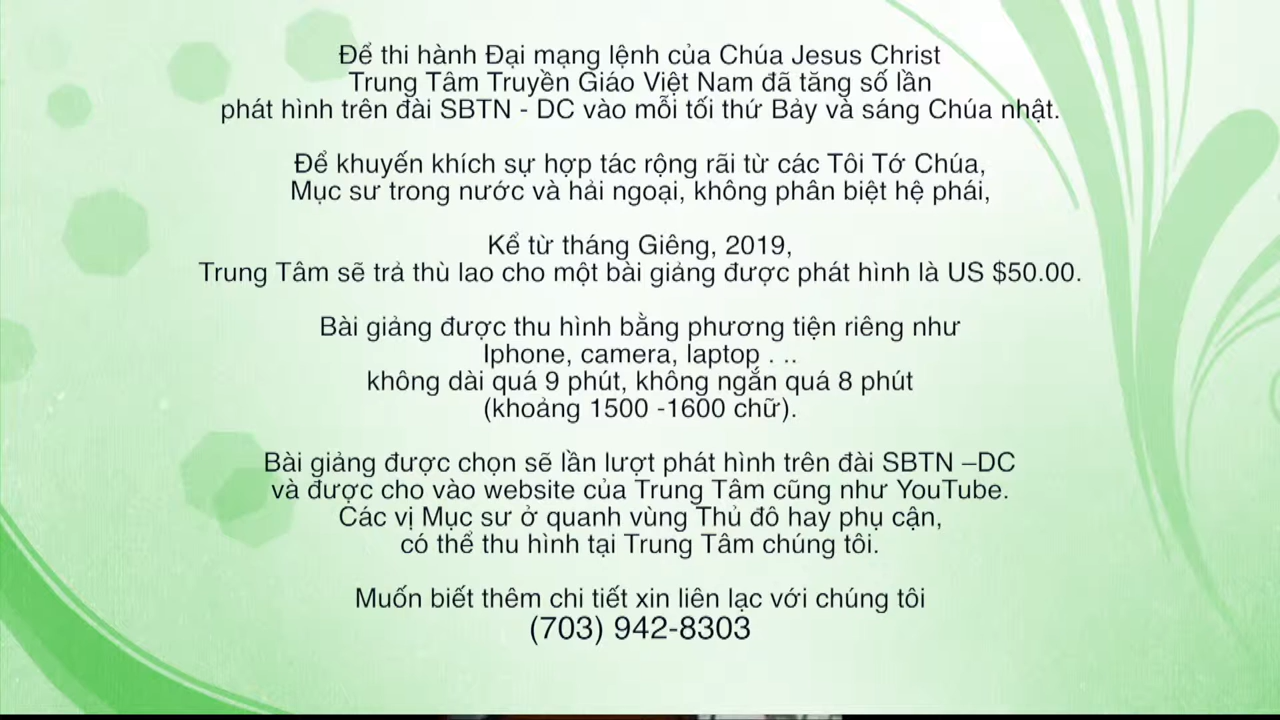 Để thi hành Đại mạng lệnh của Chúa Jesus Christ
Trung Tâm Truyền Giáo Việt Nam đã tăng số lần
phát hình trên đài SBTN - DC vào mỗi tối thứ Bảy và sáng Chúa nhật.
Để khuyến khích sự hợp tác rộng rãi từ các Tôi Tớ Chúa,
Mục sư trong nước và hải ngoại, không phân biệt hệ phái,
Kể từ tháng Giêng, 2019,
Trung Tâm sẽ trả thù lao cho một bài giảng được phát hình là US $50.00.
Bài giảng được thu hình bằng phương tiện riêng như
Iphone, camera, laptop . ..
không dài quá 9 phút, không ngắn quá 8 phút
(khoảng 1500 -1600 chữ).
Bài giảng được chọn sẽ lần lượt phát hình trên đài SBTN –DC
và được cho vào website của Trung Tâm cũng như YouTube.
Các vị Mục sư ở quanh vùng Thủ đô hay phụ cận,
có thể thu hình tại Trung Tâm chúng tôi.
Muốn biết thêm chi tiết xin liên lạc với chúng tôi
(703) 942-8303